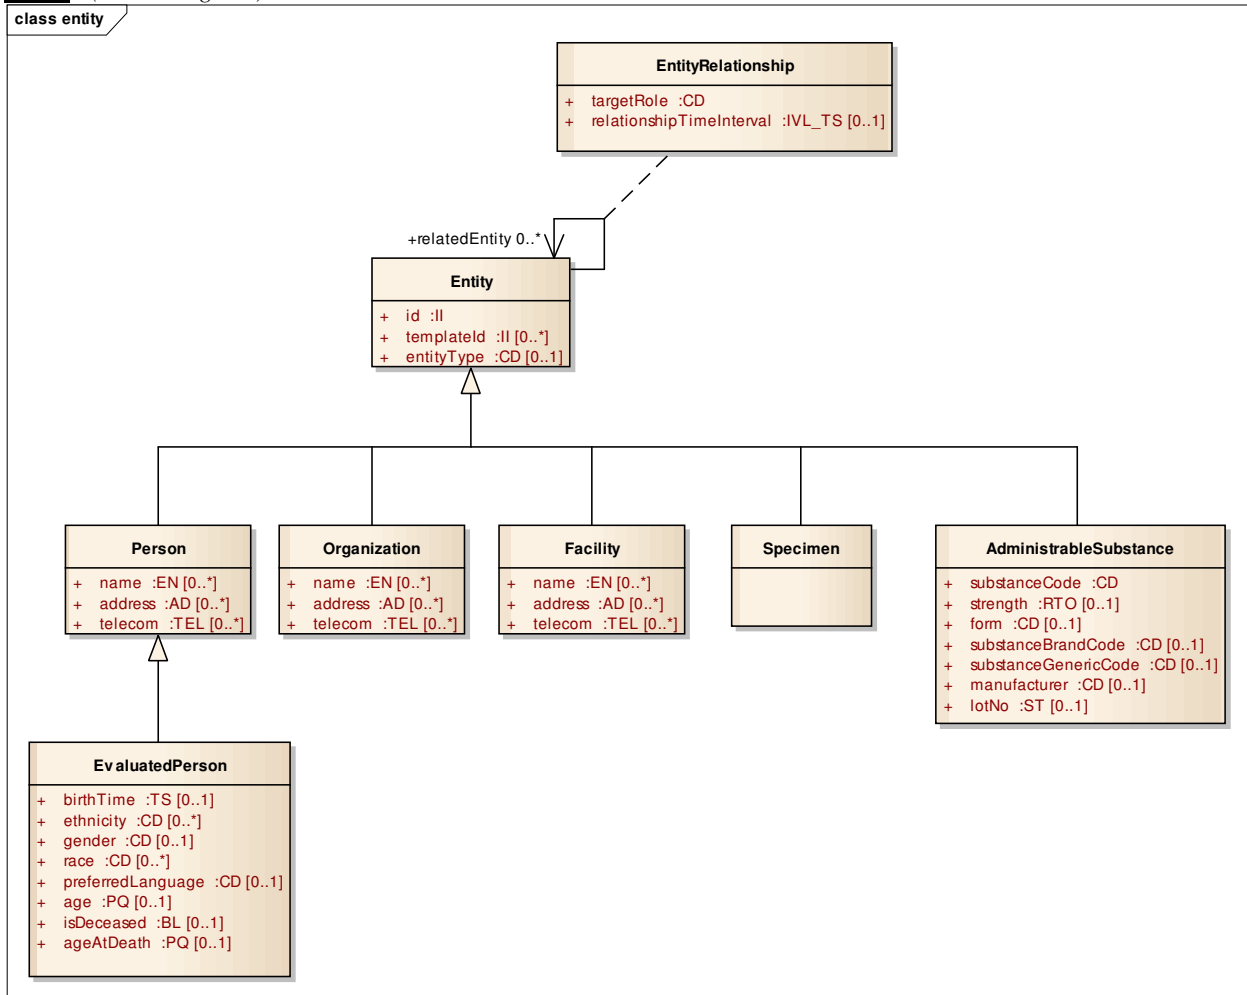 class entity
EntityRelationship
+ targetRole :CD
+ relationshipTimeInterval :IVL_TS [0..1]
+relatedEntity 0..*
Entity
+ id :II
+ templateId :II [0..*]
+ entityType :CD [0..1]
Person
+ name :EN [0..*]
+ address :AD [0..*]
+ telecom :TEL [0..*]
Organization
+ name :EN [0..*]
+ address :AD [0..*]
+ telecom :TEL [0..*]
Facility
+ name :EN [0..*]
+ address :AD [0..*]
+ telecom :TEL [0..*]
Specimen
AdministrableSubstance
+ substanceCode :CD
+ strength :RTO [0..1]
+ form :CD [0..1]
+ substanceBrandCode :CD [0..1]
+ substanceGenericCode :CD [0..1]
+ manufacturer :CD [0..1]
+ lotNo :ST [0..1]
EvaluatedPerson
+ birthTime :TS [0..1]
+ ethnicity :CD [0..*]
+ gender :CD [0..1]
+ race :CD [0..*]
+ preferredLanguage :CD [0..1]
+ age :PQ [0..1]
+ isDeceased :BL [0..1]
+ ageAtDeath :PQ [0..1]